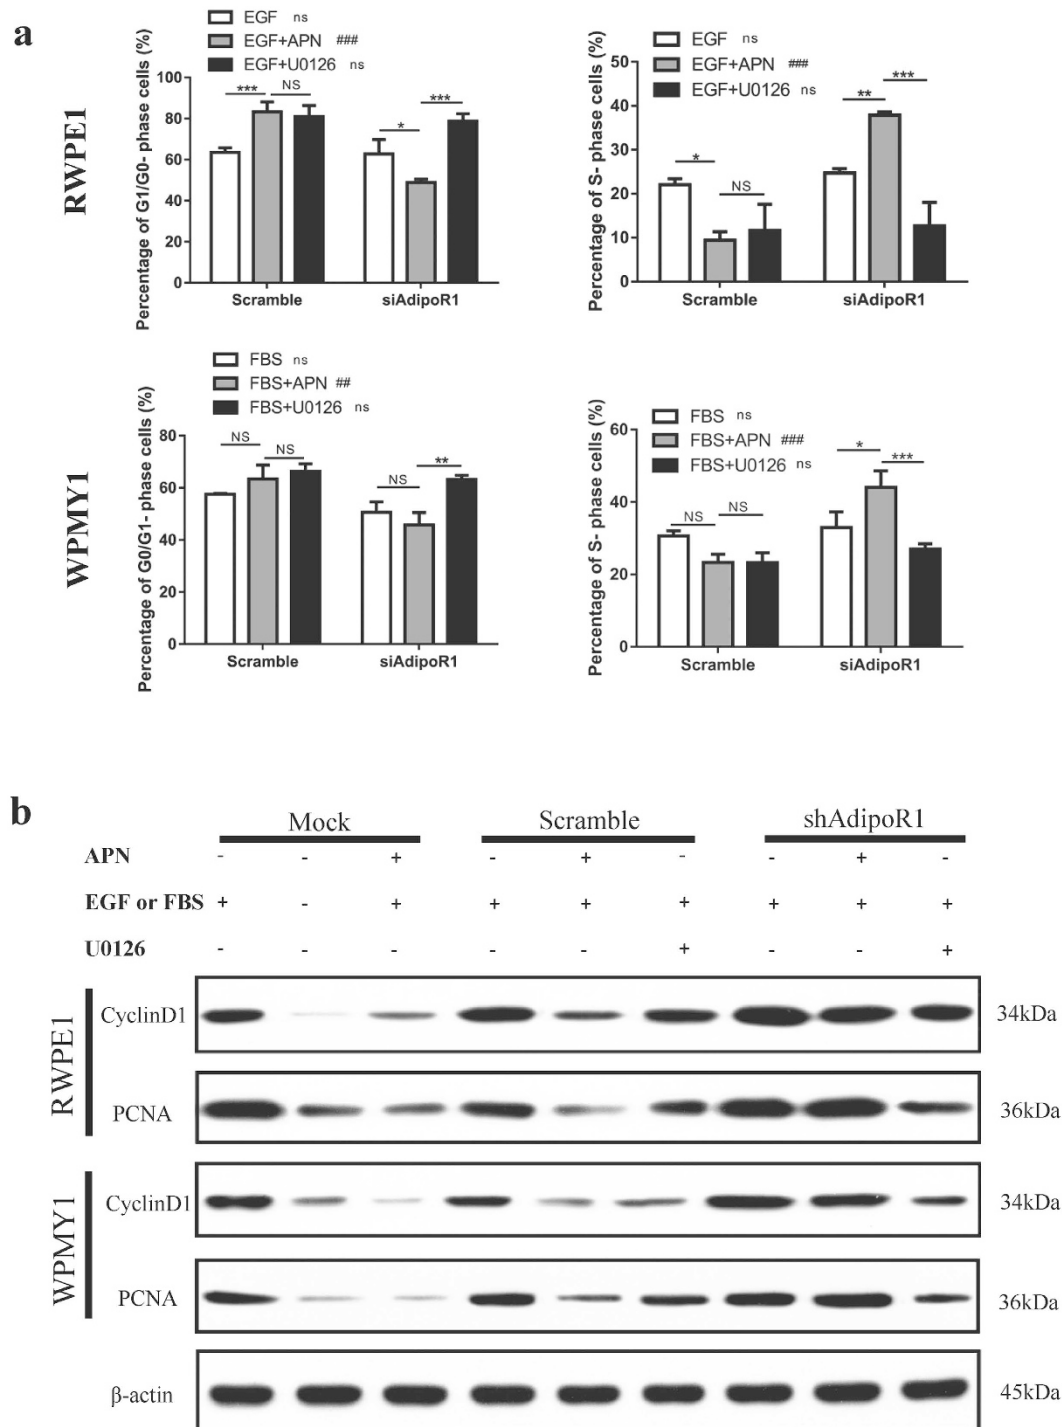 a
RWPE1
EGF ns
EGF+APN ###
EGF+U0126 ns
Percentage of G1/G0- phase cells (%)
100
80
60
40
20
0
*** NS
* ***
Scramble siAdipoR1
EGF ns
EGF+APN ###
EGF+U0126 ns
Percentage of S- phase cells (%)
50
40
30
20
10
0
* NS
** ***
Scramble siAdipoR1
WPMY1
FBS ns
FBS+APN ##
FBS+U0126 ns
Percentage of G0/G1- phase cells (%)
80
60
40
20
0
NS NS
NS **
Scramble siAdipoR1
FBS ns
FBS+APN ###
FBS+U0126 ns
Percentage of S- phase cells (%)
60
40
20
0
NS NS
* ***
Scramble siAdipoR1
b
Mock Scramble shAdipoR1
APN - - + - + - - + -
EGF or FBS + - + + + + + + +
U0126 - - - - - + - - +
RWPE1
CyclinD1 34kDa
PCNA 36kDa
WPMY1
CyclinD1 34kDa
PCNA 36kDa
β-actin 45kDa